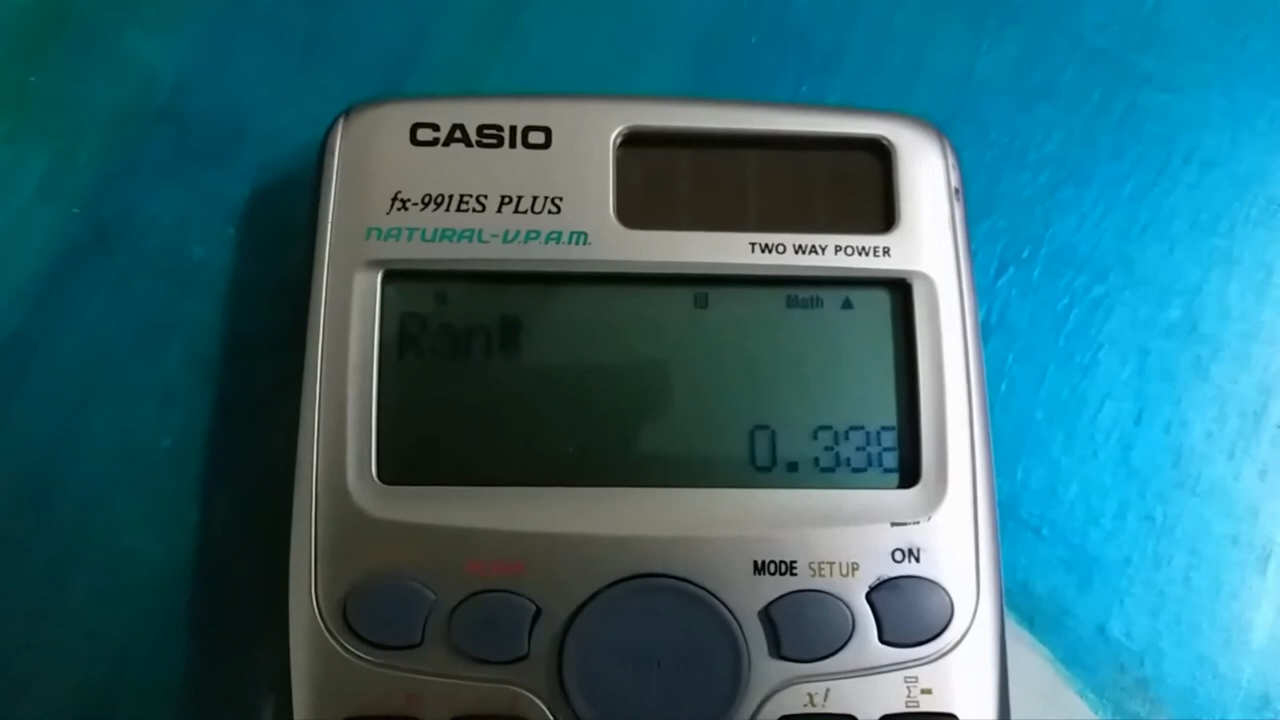 CASIO
fx-991ES PLUS
NATURAL-V.P.A.M.
TWO WAY POWER
Math ▲
Ran#
0.338
MODE SETUP ON
x!